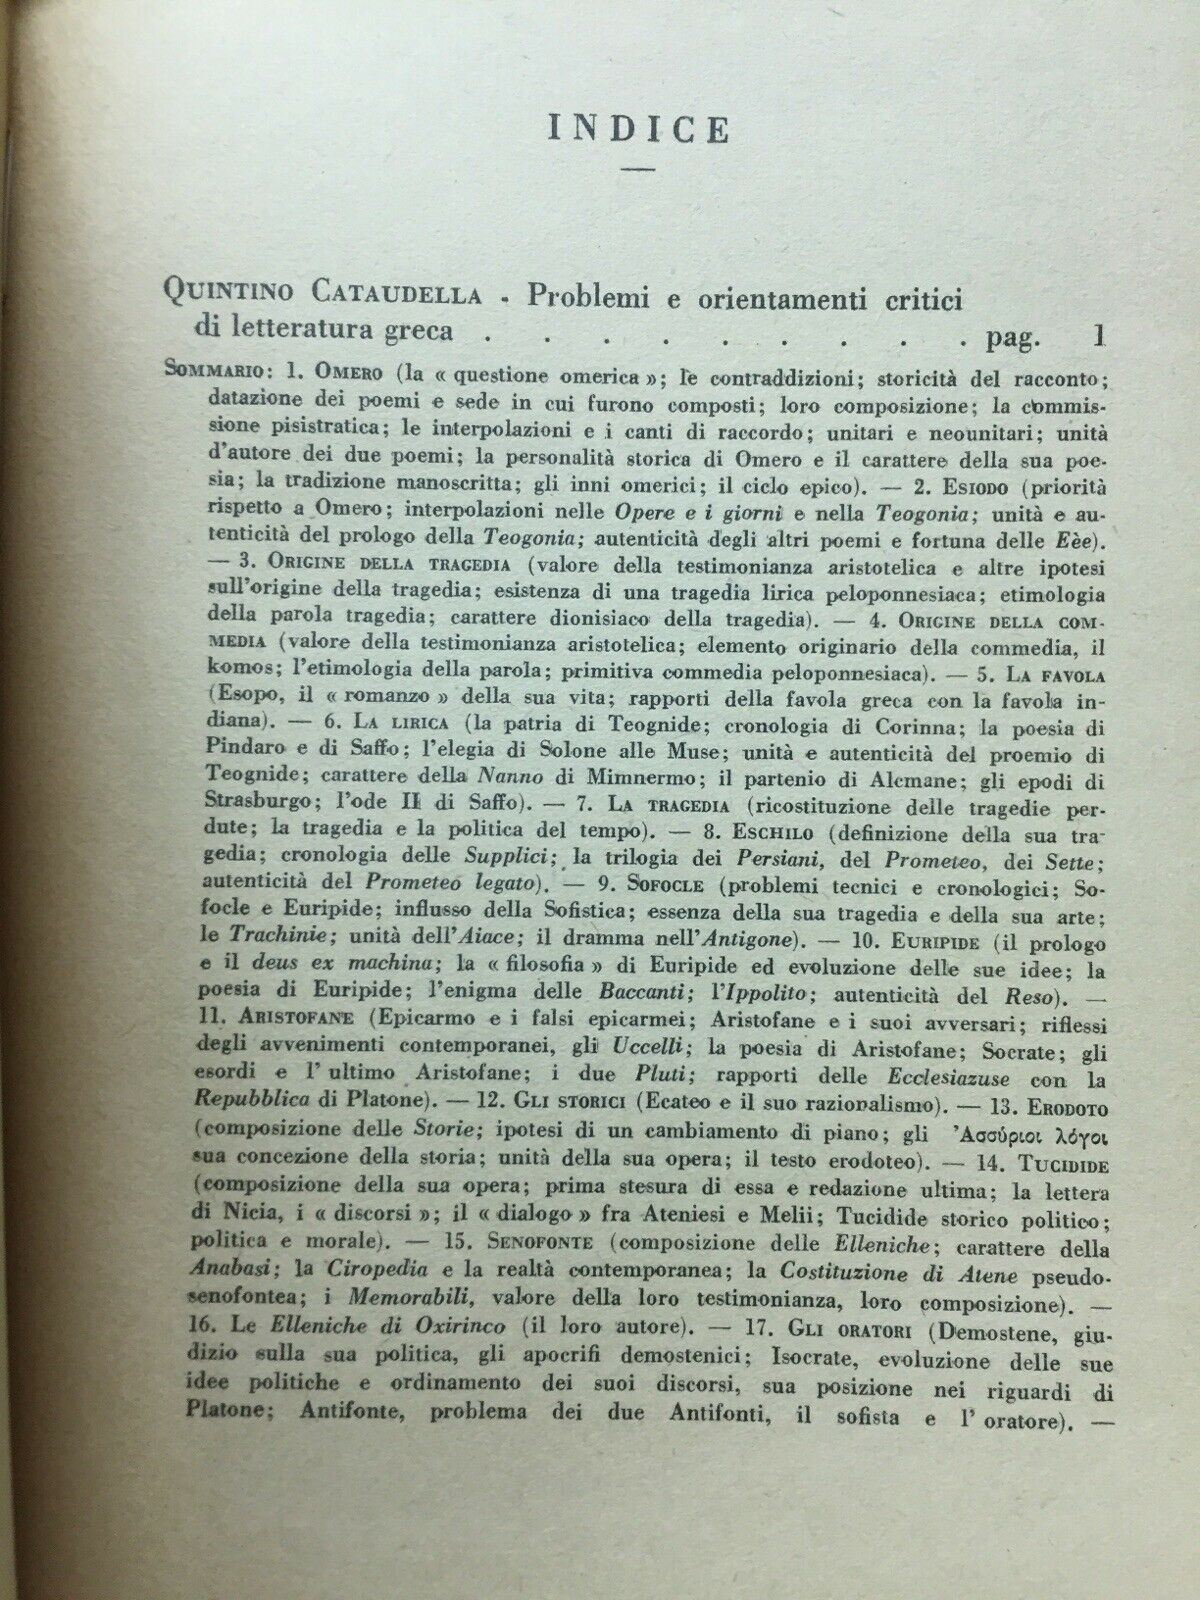 INDICE
QUINTINO CATAUDELLA - Problemi e orientamenti critici
di letteratura greca . . . . . . . . . pag. 1
SOMMARIO: 1. OMERO (la « questione omerica »; le contraddizioni; storicità del racconto;
datazione dei poemi e sede in cui furono composti; loro composizione; la commis-
sione pisistratica; le interpolazioni e i canti di raccordo; unitari e neounitari; unità
d'autore dei due poemi; la personalità storica di Omero e il carattere della sua poe-
sia; la tradizione manoscritta; gli inni omerici; il ciclo epico). — 2. ESIODO (priorità
rispetto a Omero; interpolazioni nelle Opere e i giorni e nella Teogonia; unità e au-
tenticità del prologo della Teogonia; autenticità degli altri poemi e fortuna delle Eèe).
— 3. ORIGINE DELLA TRAGEDIA (valore della testimonianza aristotelica e altre ipotesi
sull'origine della tragedia; esistenza di una tragedia lirica peloponnesiaca; etimologia
della parola tragedia; carattere dionisiaco della tragedia). — 4. ORIGINE DELLA COM-
MEDIA (valore della testimonianza aristotelica; elemento originario della commedia, il
komos; l'etimologia della parola; primitiva commedia peloponnesiaca). — 5. LA FAVOLA
(Esopo, il « romanzo » della sua vita; rapporti della favola greca con la favola in-
diana). — 6. LA LIRICA (la patria di Teognide; cronologia di Corinna; la poesia di
Pindaro e di Saffo; l'elegia di Solone alle Muse; unità e autenticità del proemio di
Teognide; carattere della Nanno di Mimnermo; il partenio di Alcmane; gli epodi di
Strasburgo; l'ode II di Saffo). — 7. LA TRAGEDIA (ricostituzione delle tragedie per-
dute; la tragedia e la politica del tempo). — 8. ESCHILO (definizione della sua tra-
gedia; cronologia delle Supplici; la trilogia dei Persiani, del Prometeo, dei Sette;
autenticità del Prometeo legato). — 9. SOFOCLE (problemi tecnici e cronologici; So-
focle e Euripide; influsso della Sofistica; essenza della sua tragedia e della sua arte;
le Trachinie; unità dell'Aiace; il dramma nell'Antigone). — 10. EURIPIDE (il prologo
e il deus ex machina; la « filosofia » di Euripide ed evoluzione delle sue idee; la
poesia di Euripide; l'enigma delle Baccanti; l'Ippolito; autenticità del Reso). —
11. ARISTOFANE (Epicarmo e i falsi epicarmei; Aristofane e i suoi avversari; riflessi
degli avvenimenti contemporanei, gli Uccelli; la poesia di Aristofane; Socrate; gli
esordi e l' ultimo Aristofane; i due Pluti; rapporti delle Ecclesiazuse con la
Repubblica di Platone). — 12. GLI STORICI (Ecateo e il suo razionalismo). — 13. ERODOTO
(composizione delle Storie; ipotesi di un cambiamento di piano; gli Ἀσσύριοι λόγοι
sua concezione della storia; unità della sua opera; il testo erodoteo). — 14. TUCIDIDE
(composizione della sua opera; prima stesura di essa e redazione ultima; la lettera
di Nicia, i « discorsi »; il « dialogo » fra Ateniesi e Melii; Tucidide storico politico;
politica e morale). — 15. SENOFONTE (composizione delle Elleniche; carattere della
Anabasi; la Ciropedia e la realtà contemporanea; la Costituzione di Atene pseudo-
senofontea; i Memorabili, valore della loro testimonianza, loro composizione). —
16. Le Elleniche di Oxirinco (il loro autore). — 17. GLI ORATORI (Demostene, giu-
dizio sulla sua politica, gli apocrifi demostenici; Isocrate, evoluzione delle sue
idee politiche e ordinamento dei suoi discorsi, sua posizione nei riguardi di
Platone; Antifonte, problema dei due Antifonti, il sofista e l' oratore). —